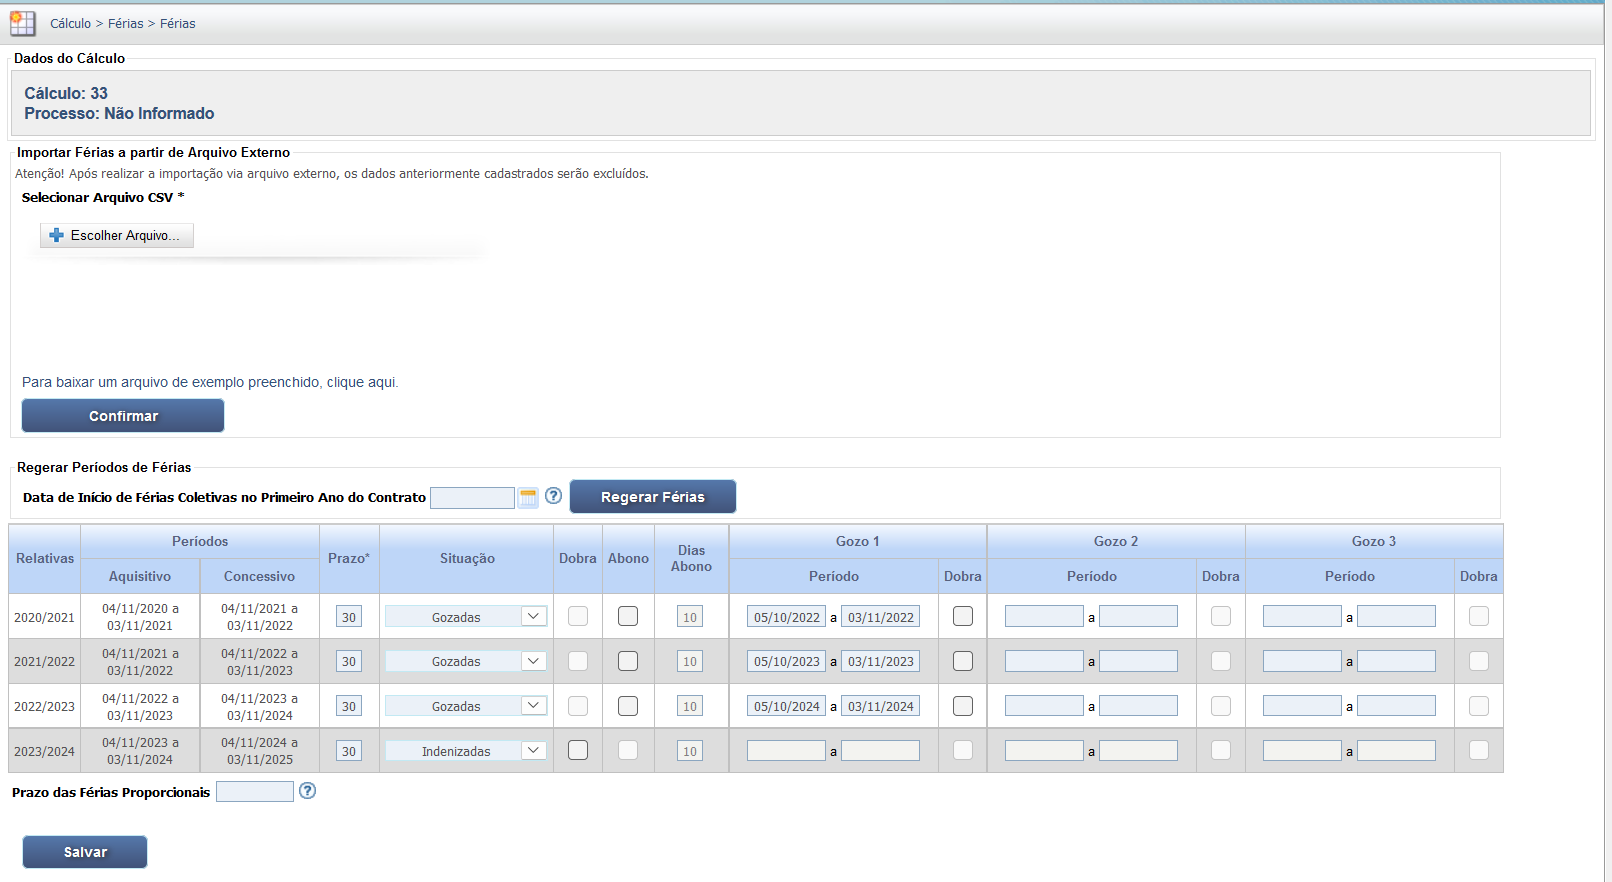 Cálculo > Férias > Férias
Dados do Cálculo
Cálculo: 33
Processo: Não Informado
Importar Férias a partir de Arquivo Externo
Atenção! Após realizar a importação via arquivo externo, os dados anteriormente cadastrados serão excluídos.
Selecionar Arquivo CSV *
Escolher Arquivo...
Para baixar um arquivo de exemplo preenchido, clique aqui.
Confirmar
Regerar Períodos de Férias
Data de Início de Férias Coletivas no Primeiro Ano do Contrato ? Regerar Férias
Relativas Períodos Prazo* Situação Dobra Abono Dias Abono Gozo 1 Gozo 2 Gozo 3
Aquisitivo Concessivo Período Dobra Período Dobra Período Dobra
2020/2021 04/11/2020 a 03/11/2021 04/11/2021 a 03/11/2022 30 Gozadas 10 05/10/2022 a 03/11/2022 a a
2021/2022 04/11/2021 a 03/11/2022 04/11/2022 a 03/11/2023 30 Gozadas 10 05/10/2023 a 03/11/2023 a a
2022/2023 04/11/2022 a 03/11/2023 04/11/2023 a 03/11/2024 30 Gozadas 10 05/10/2024 a 03/11/2024 a a
2023/2024 04/11/2023 a 03/11/2024 04/11/2024 a 03/11/2025 30 Indenizadas 10 a a a
Prazo das Férias Proporcionais ?
Salvar